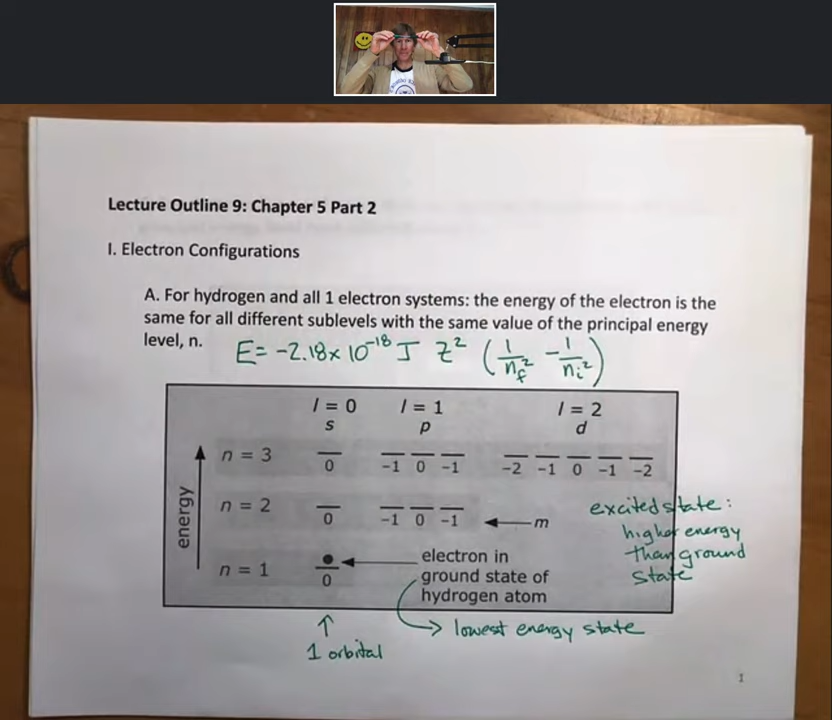 Lecture Outline 9: Chapter 5 Part 2
I. Electron Configurations
A. For hydrogen and all 1 electron systems: the energy of the electron is the
same for all different sublevels with the same value of the principal energy
level, n.
E = -2.18 x 10⁻¹⁸ J Z² (1/n_f² - 1/n_i²)
l = 0 l = 1 l = 2
s p d
n = 3
0 -1 0 -1 -2 -1 0 -1 -2
n = 2
0 -1 0 -1 m
energy
n = 1
0
electron in
ground state of
hydrogen atom
excited state:
higher energy
than ground
state
lowest energy state
1 orbital
1